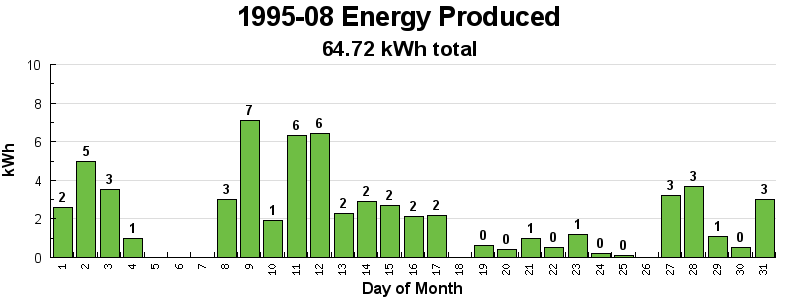 1995-08 Energy Produced
64.72 kWh total
kWh
10
8
6
4
2
0
2 5 3 1 3 7 1 6 6 2 2 2 2 2 0 0 1 0 1 0 0 3 3 1 0 3
1 2 3 4 5 6 7 8 9 10 11 12 13 14 15 16 17 18 19 20 21 22 23 24 25 26 27 28 29 30 31
Day of Month